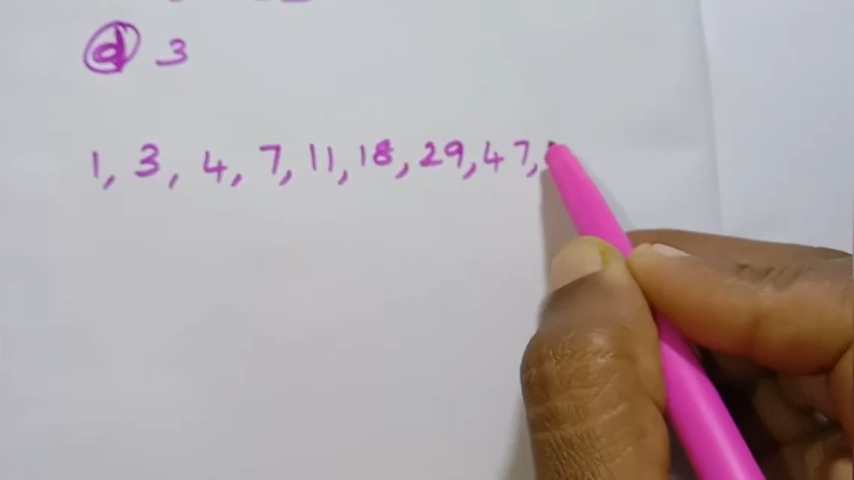 d 3
1, 3, 4, 7, 11, 18, 29, 47,